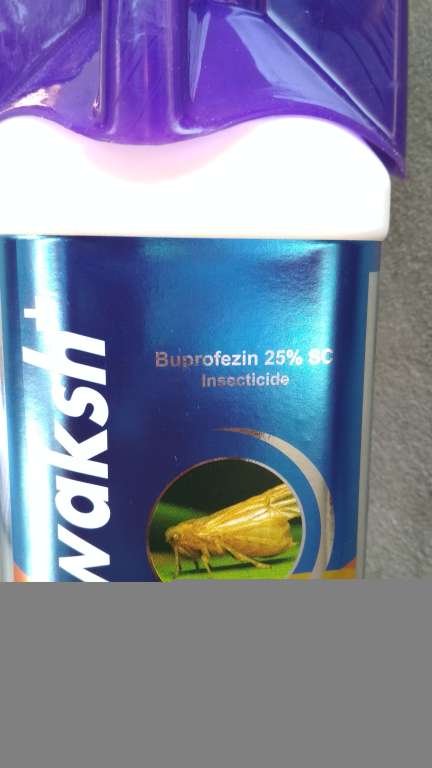 Buprofezin 25% SC
Insecticide
waksh+